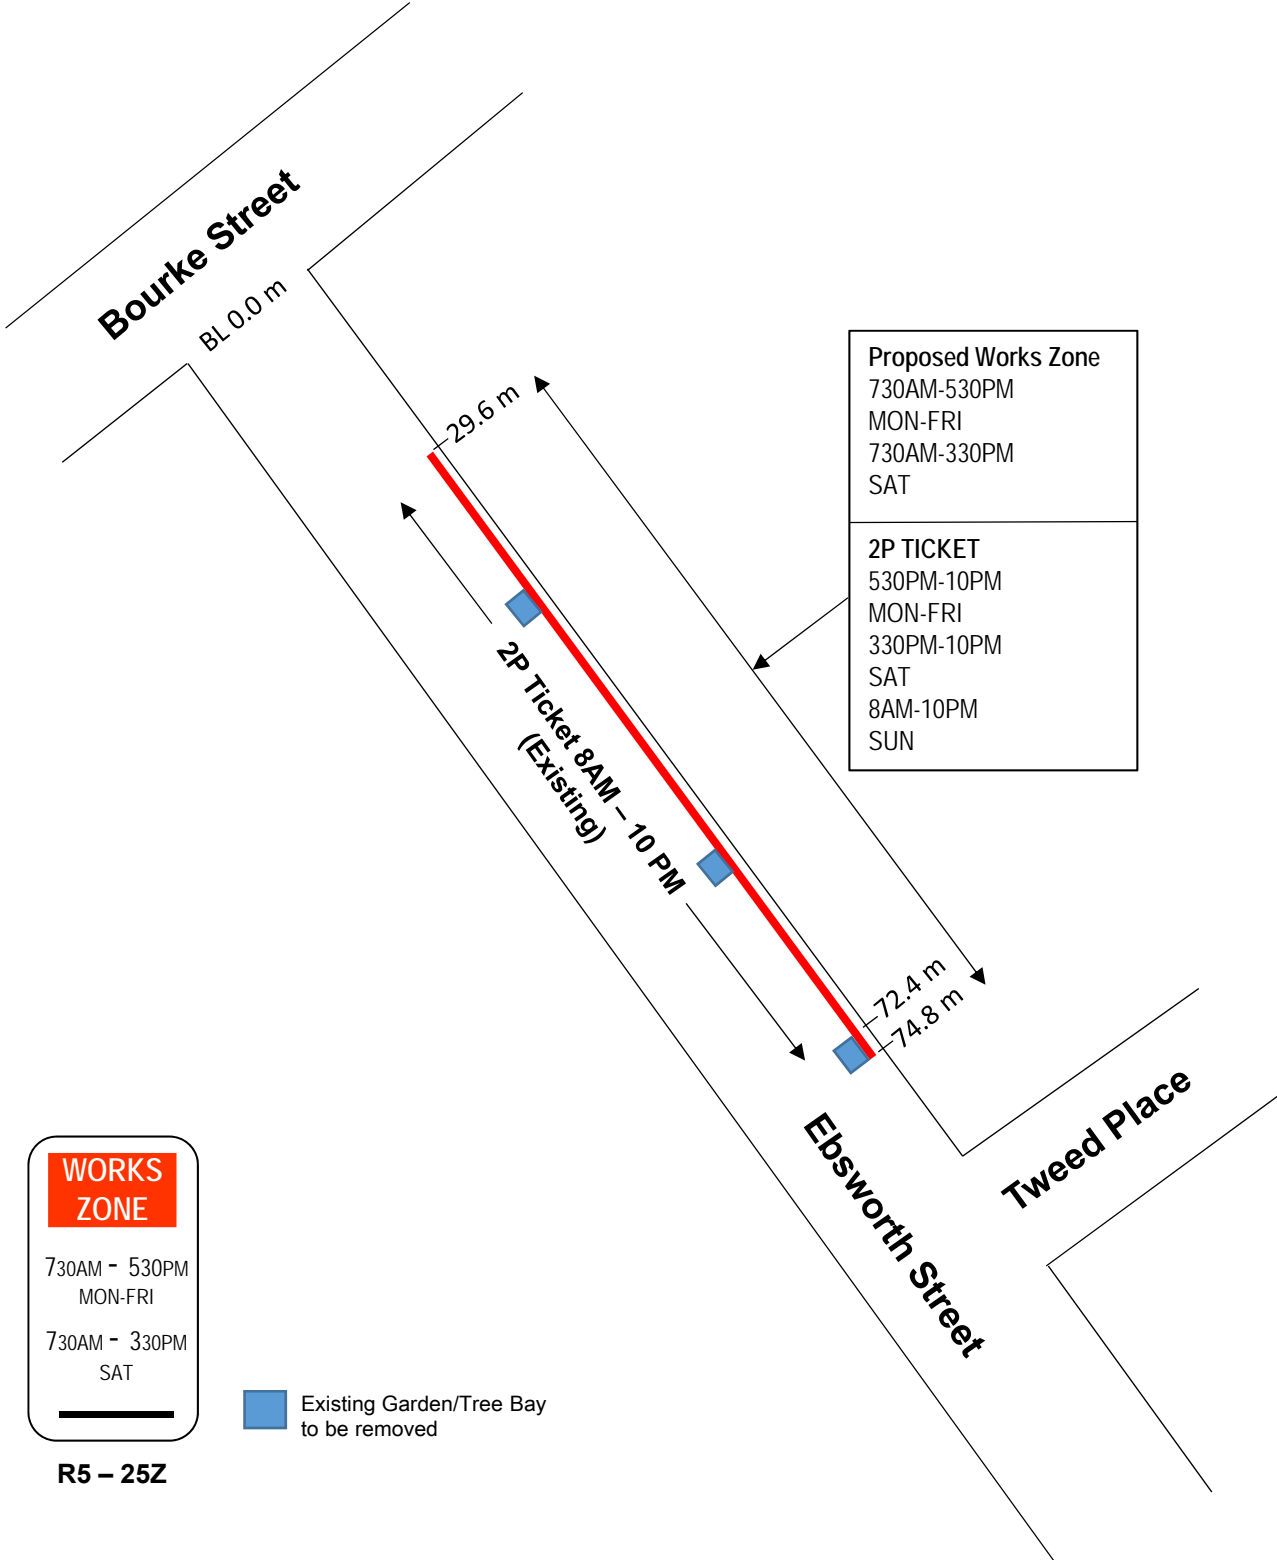 Bourke Street
BL 0.0 m
29.6 m
Proposed Works Zone
730AM-530PM
MON-FRI
730AM-330PM
SAT
2P TICKET
530PM-10PM
MON-FRI
330PM-10PM
SAT
8AM-10PM
SUN
2P Ticket 8AM – 10 PM
(Existing)
72.4 m
74.8 m
Tweed Place
Ebsworth Street
WORKS
ZONE
730AM - 530PM
MON-FRI
730AM - 330PM
SAT
R5 – 25Z
Existing Garden/Tree Bay
to be removed